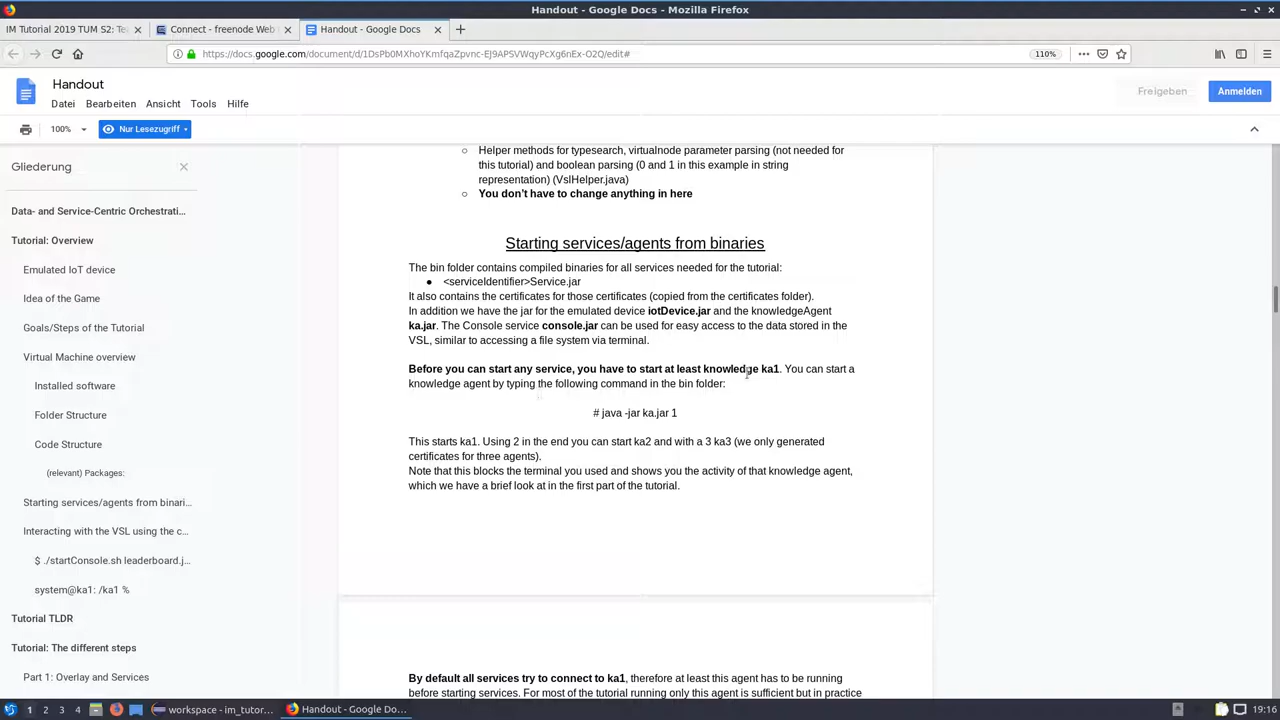 Handout - Google Docs - Mozilla Firefox
IM Tutorial 2019 TUM S2: Te
Connect - freenode Web
Handout - Google Docs
https://docs.google.com/document/d/1DsPb0MXhoYKmfqaZpvnc-EJ9APSVWqyPcXg6nEx-O2Q/edit#
110%
Handout
Datei Bearbeiten Ansicht Tools Hilfe
Freigeben
Anmelden
100%
Nur Lesezugriff
Gliederung
Data- and Service-Centric Orchestrati...
Tutorial: Overview
Emulated IoT device
Idea of the Game
Goals/Steps of the Tutorial
Virtual Machine overview
Installed software
Folder Structure
Code Structure
(relevant) Packages:
Starting services/agents from binari...
Interacting with the VSL using the c...
$ ./startConsole.sh leaderboard.j...
system@ka1: /ka1 %
Tutorial TLDR
Tutorial: The different steps
Part 1: Overlay and Services
Helper methods for typesearch, virtualnode parameter parsing (not needed for
this tutorial) and boolean parsing (0 and 1 in this example in string
representation) (VslHelper.java)
You don't have to change anything in here
Starting services/agents from binaries
The bin folder contains compiled binaries for all services needed for the tutorial:
<serviceIdentifier>Service.jar
It also contains the certificates for those certificates (copied from the certificates folder).
In addition we have the jar for the emulated device iotDevice.jar and the knowledgeAgent
ka.jar. The Console service console.jar can be used for easy access to the data stored in the
VSL, similar to accessing a file system via terminal.
Before you can start any service, you have to start at least knowledge ka1. You can start a
knowledge agent by typing the following command in the bin folder:
# java -jar ka.jar 1
This starts ka1. Using 2 in the end you can start ka2 and with a 3 ka3 (we only generated
certificates for three agents).
Note that this blocks the terminal you used and shows you the activity of that knowledge agent,
which we have a brief look at in the first part of the tutorial.
By default all services try to connect to ka1, therefore at least this agent has to be running
before starting services. For most of the tutorial running only this agent is sufficient but in practice
1 2 3 4
workspace - im_tutor...
Handout - Google Do...
19:16